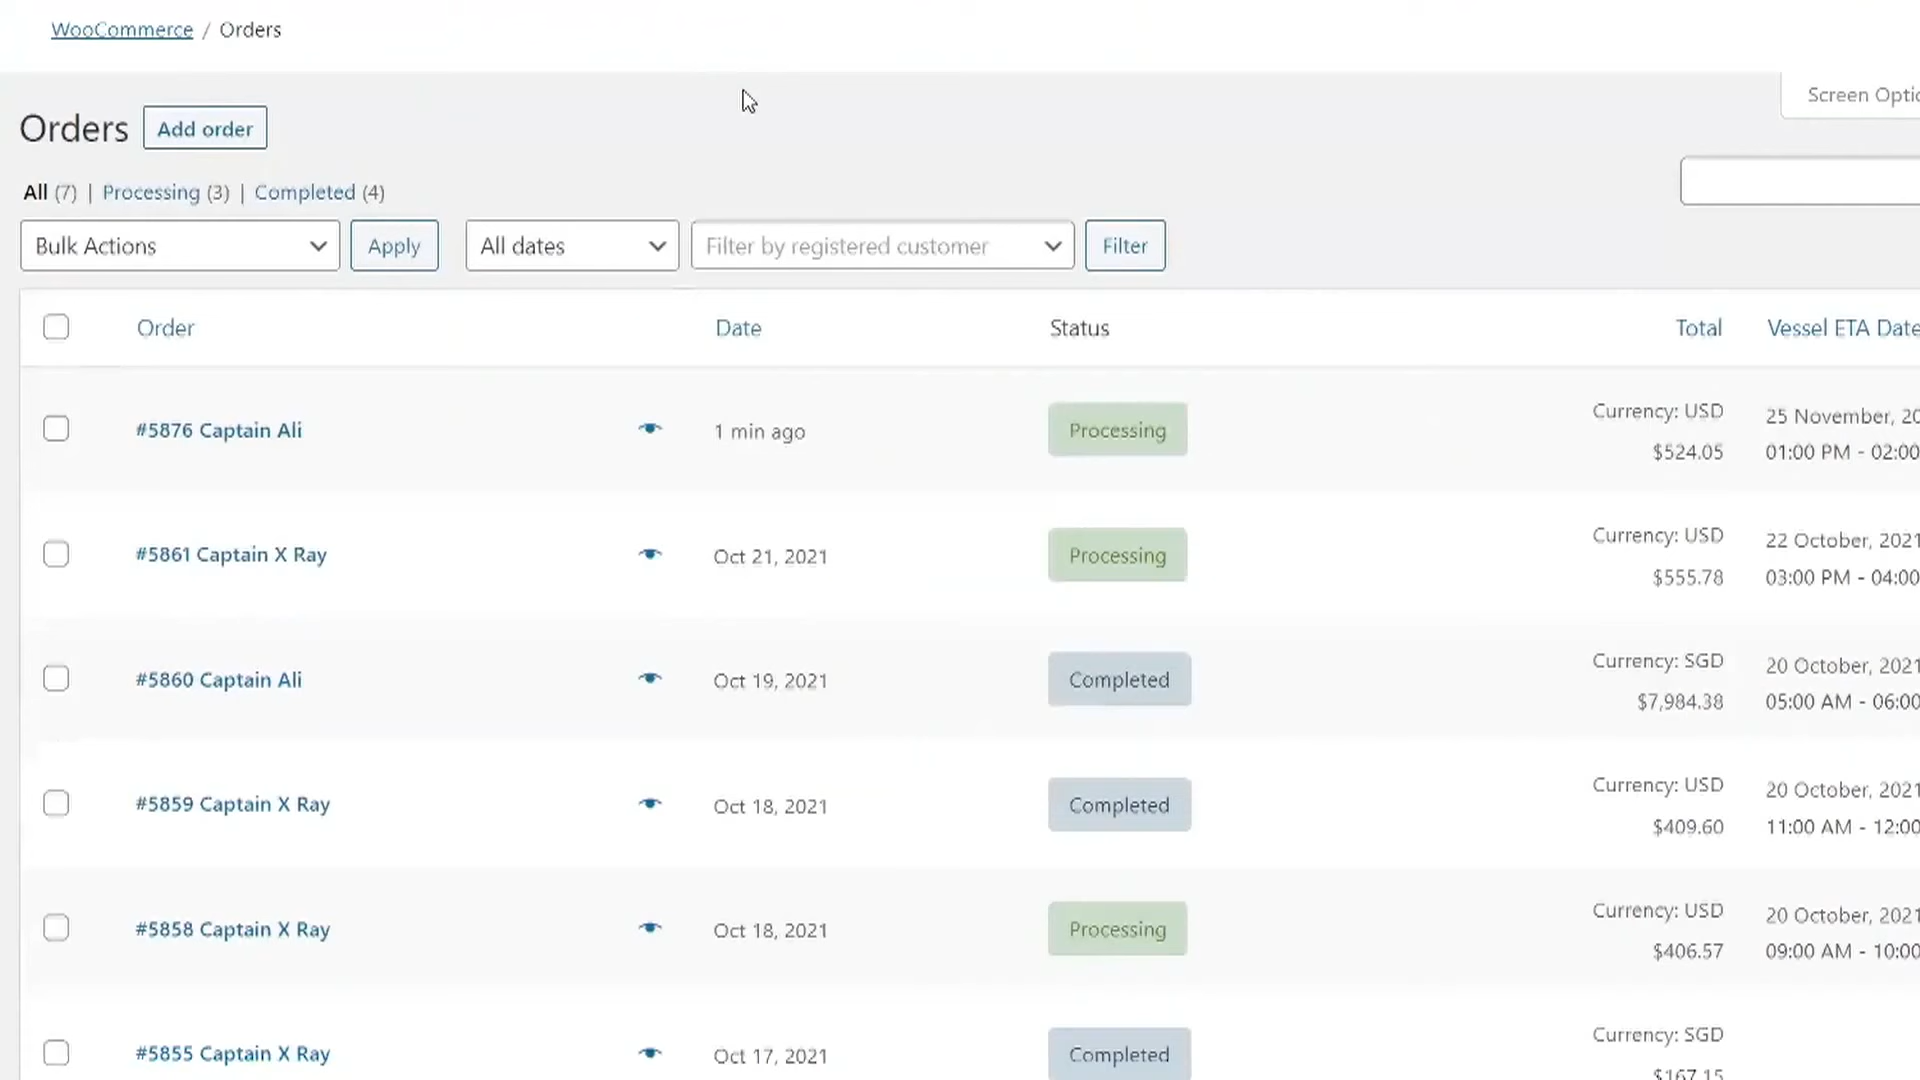 WooCommerce / Orders
Screen Optic
Orders Add order
All (7) | Processing (3) | Completed (4)
Bulk Actions Apply All dates Filter by registered customer Filter
Order Date Status Total Vessel ETA Date
#5876 Captain Ali 1 min ago Processing Currency: USD 25 November, 20
$524.05 01:00 PM - 02:00
#5861 Captain X Ray Oct 21, 2021 Processing Currency: USD 22 October, 2021
$555.78 03:00 PM - 04:00
#5860 Captain Ali Oct 19, 2021 Completed Currency: SGD 20 October, 2021
$7,984.38 05:00 AM - 06:00
#5859 Captain X Ray Oct 18, 2021 Completed Currency: USD 20 October, 2021
$409.60 11:00 AM - 12:00
#5858 Captain X Ray Oct 18, 2021 Processing Currency: USD 20 October, 2021
$406.57 09:00 AM - 10:00
#5855 Captain X Ray Oct 17, 2021 Completed Currency: SGD
$167.15